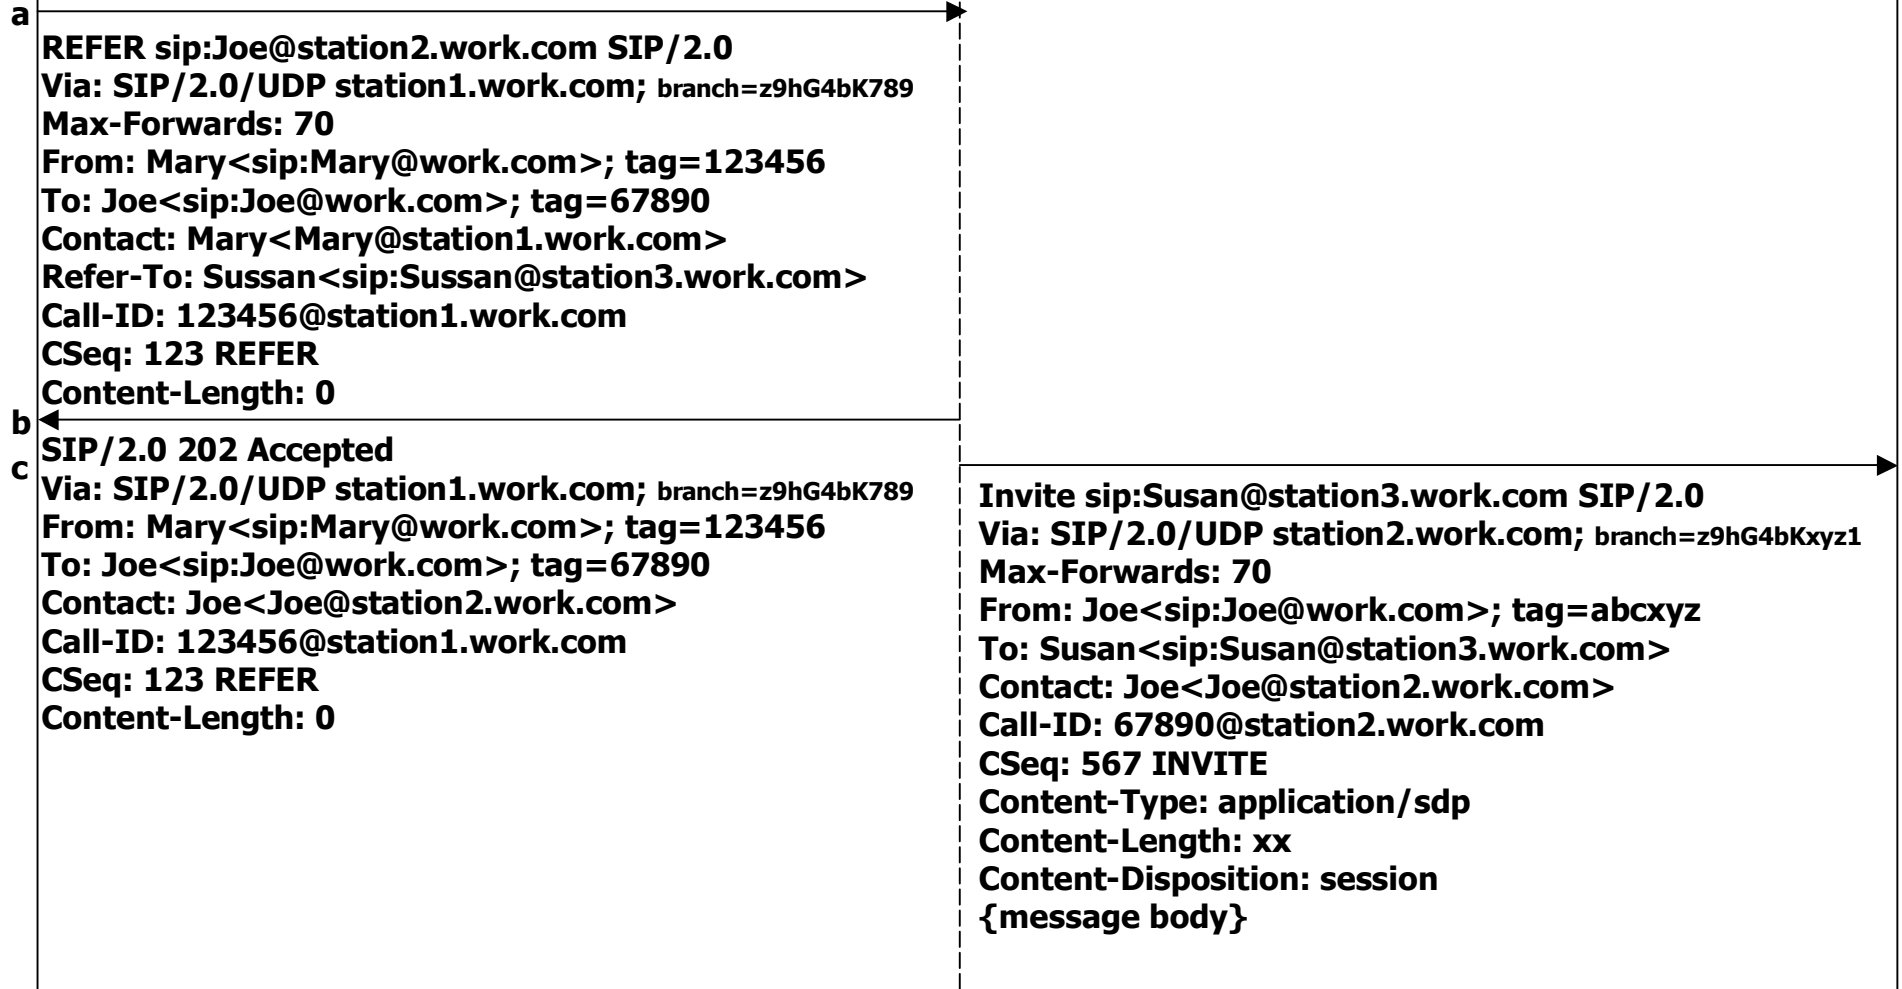 a
REFER sip:Joe@station2.work.com SIP/2.0
Via: SIP/2.0/UDP station1.work.com; branch=z9hG4bK789
Max-Forwards: 70
From: Mary<sip:Mary@work.com>; tag=123456
To: Joe<sip:Joe@work.com>; tag=67890
Contact: Mary<Mary@station1.work.com>
Refer-To: Sussan<sip:Sussan@station3.work.com>
Call-ID: 123456@station1.work.com
CSeq: 123 REFER
Content-Length: 0
b
SIP/2.0 202 Accepted
Via: SIP/2.0/UDP station1.work.com; branch=z9hG4bK789
From: Mary<sip:Mary@work.com>; tag=123456
To: Joe<sip:Joe@work.com>; tag=67890
Contact: Joe<Joe@station2.work.com>
Call-ID: 123456@station1.work.com
CSeq: 123 REFER
Content-Length: 0
c
Invite sip:Susan@station3.work.com SIP/2.0
Via: SIP/2.0/UDP station2.work.com; branch=z9hG4bKxyz1
Max-Forwards: 70
From: Joe<sip:Joe@work.com>; tag=abcxyz
To: Susan<sip:Susan@station3.work.com>
Contact: Joe<Joe@station2.work.com>
Call-ID: 67890@station2.work.com
CSeq: 567 INVITE
Content-Type: application/sdp
Content-Length: xx
Content-Disposition: session
{message body}